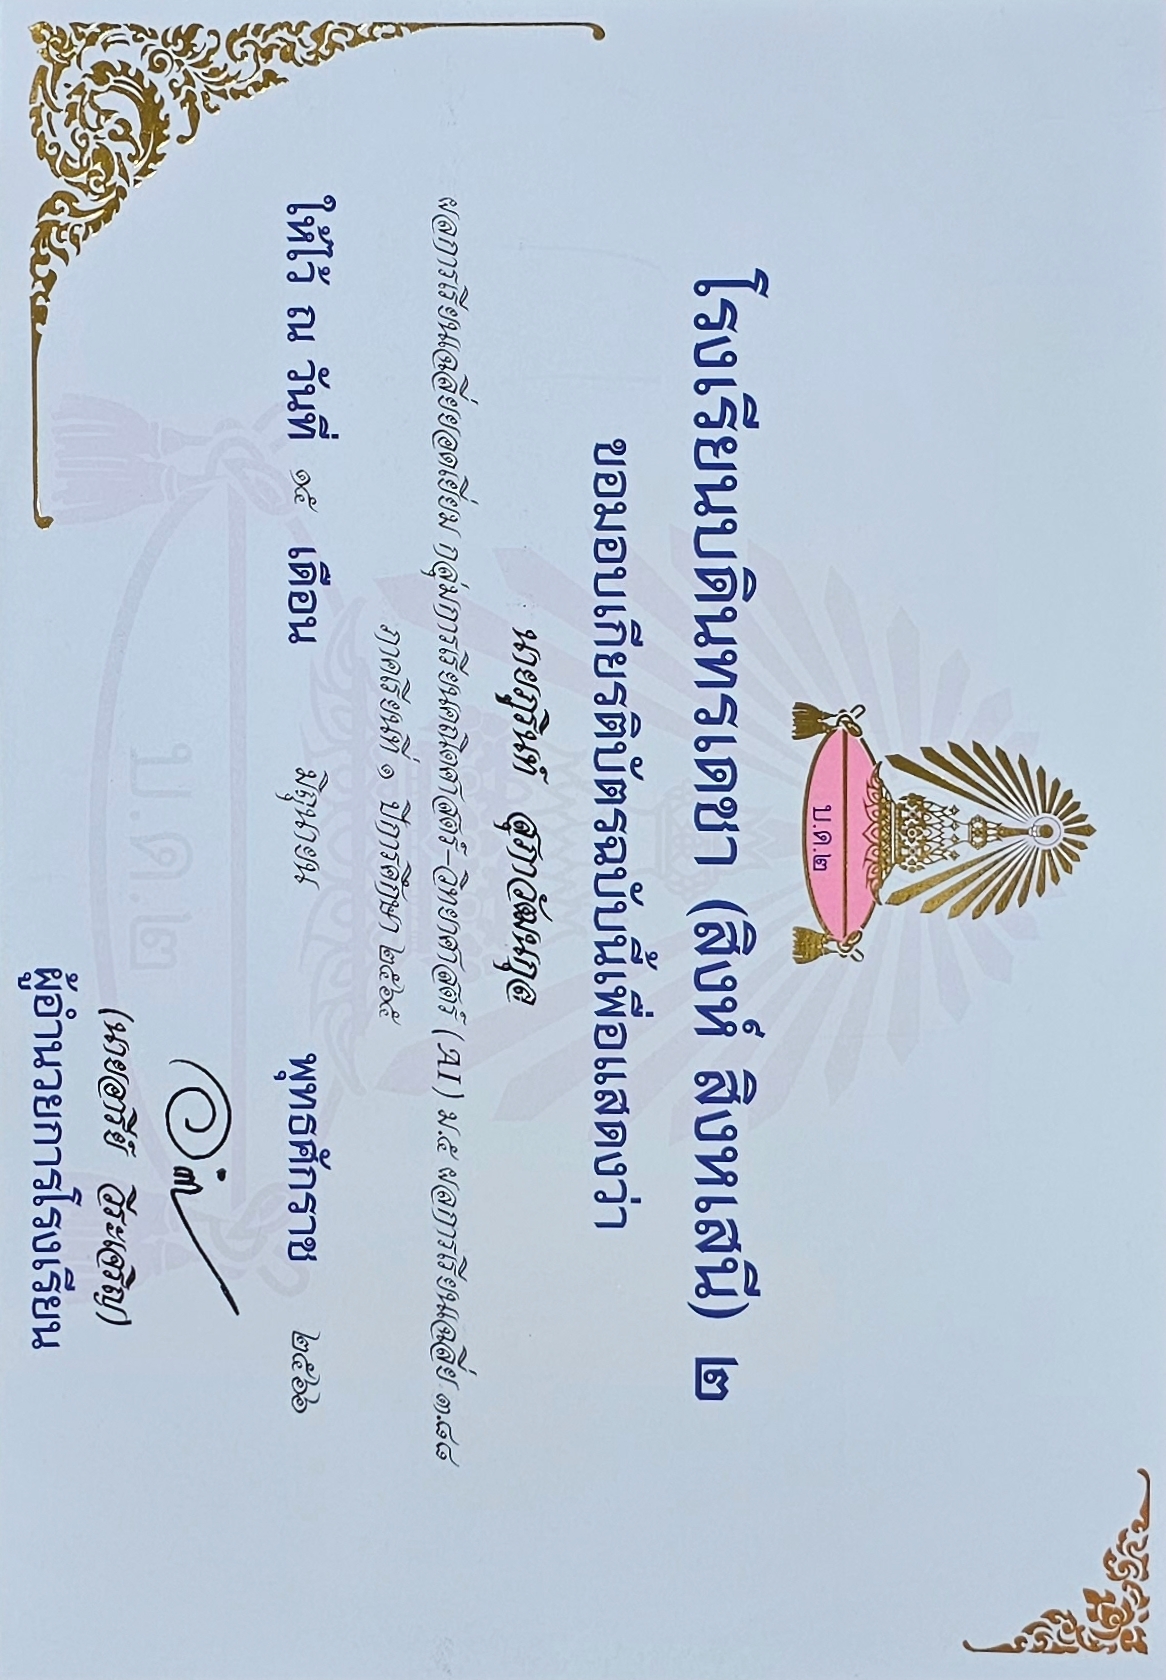 บ.ด.๒
โรงเรียนบดินทรเดชา (สิงห์ สิงหเสนี) ๒
ขอมอบเกียรติบัตรฉบับนี้เพื่อแสดงว่า
นายภูรินท์ สุภาวัฒนกุล
ผลการเรียนเฉลี่ยยอดเยี่ยม กลุ่มการเรียนคณิตศาสตร์-วิทยาศาสตร์ (AI) ม.๕ ผลการเรียนเฉลี่ย ๓.๘๘
ภาคเรียนที่ ๑ ปีการศึกษา ๒๕๖๕
ให้ไว้ ณ วันที่ ๑๕ เดือน มิถุนายน พุทธศักราช ๒๕๖๖
บ.ด.๒
(นายอารีย์ วีระเจริญ)
ผู้อำนวยการโรงเรียน